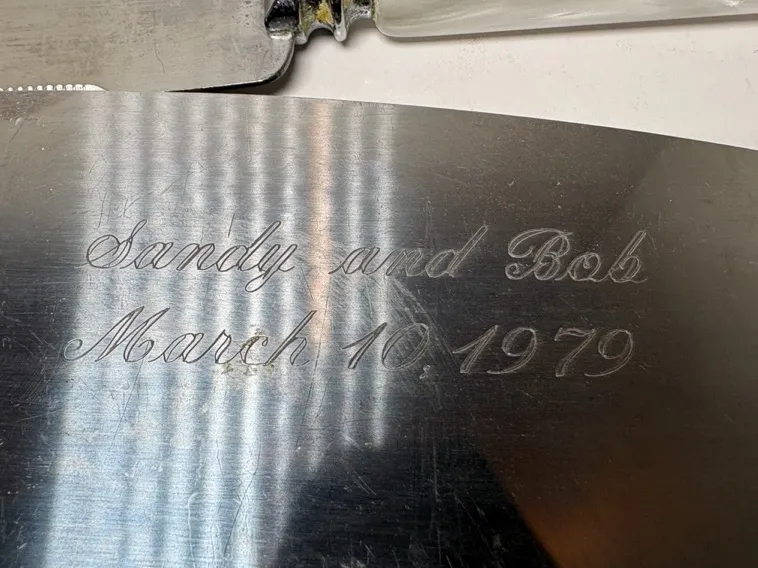 Sandy and Bob
March 10, 1979